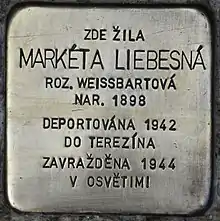 ZDE ŽILA
MARKÉTA LIEBESNÁ
ROZ. WEISSBARTOVÁ
NAR. 1898
DEPORTOVÁNA 1942
DO TEREZÍNA
ZAVRAŽDĚNA 1944
V OSVĚTIMI